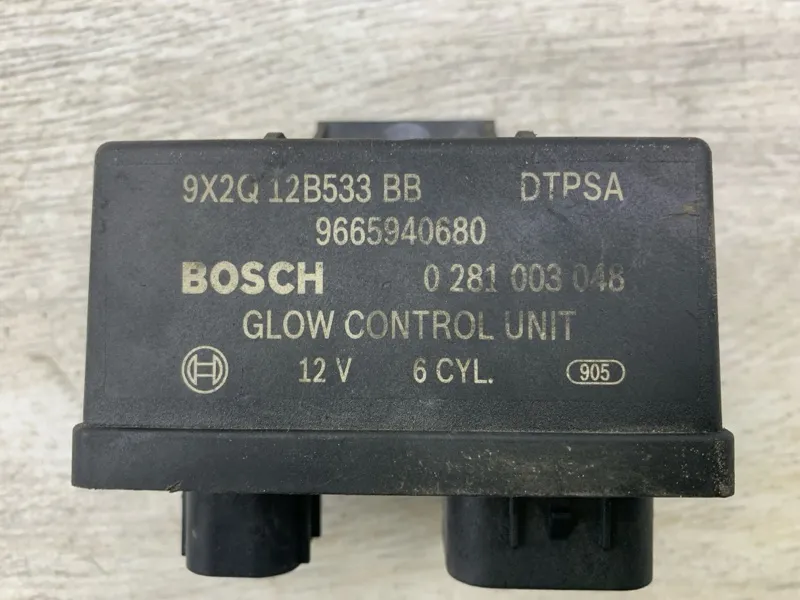 9X2Q 12B533 BB DTPSA
9665940680
BOSCH 0 281 003 048
GLOW CONTROL UNIT
12 V 6 CYL. 905